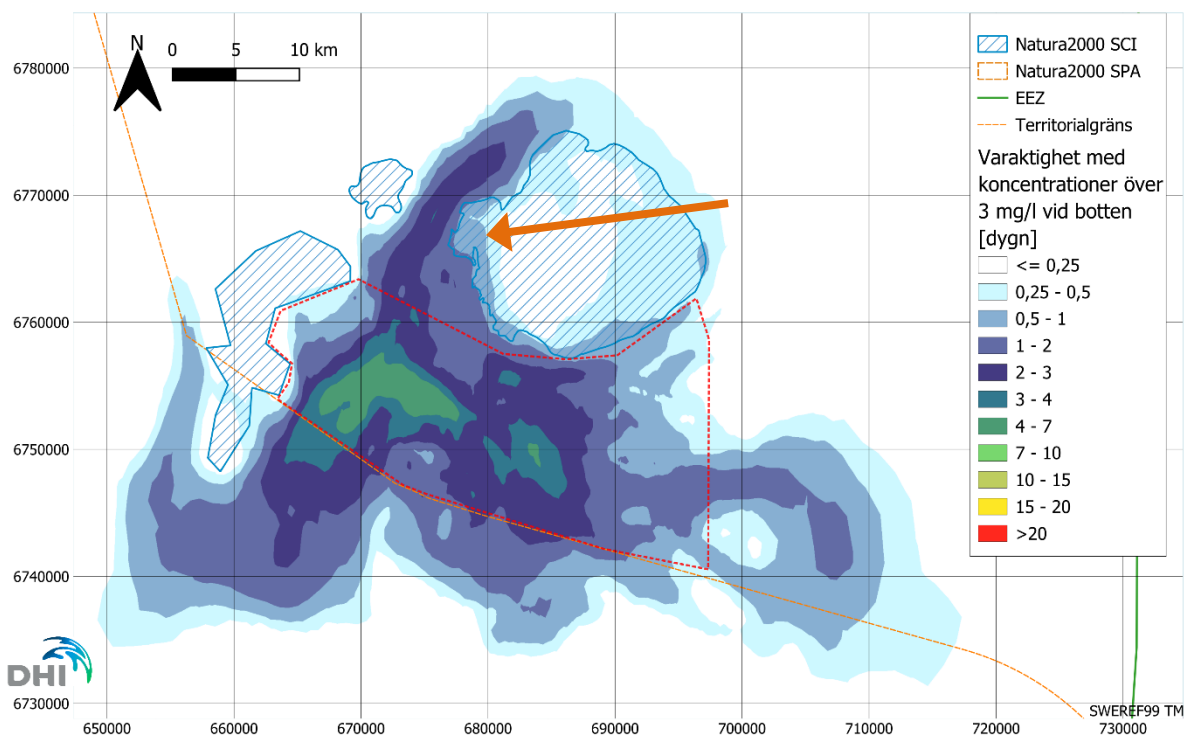 6780000
6770000
6760000
6750000
6740000
6730000
N
0 5 10 km
Natura2000 SCI
Natura2000 SPA
EEZ
Territorialgräns
Varaktighet med
koncentrationer över
3 mg/l vid botten
[dygn]
<= 0,25
0,25 - 0,5
0,5 - 1
1 - 2
2 - 3
3 - 4
4 - 7
7 - 10
10 - 15
15 - 20
>20
DHI
SWEREF99 TM
650000 660000 670000 680000 690000 700000 710000 720000 730000